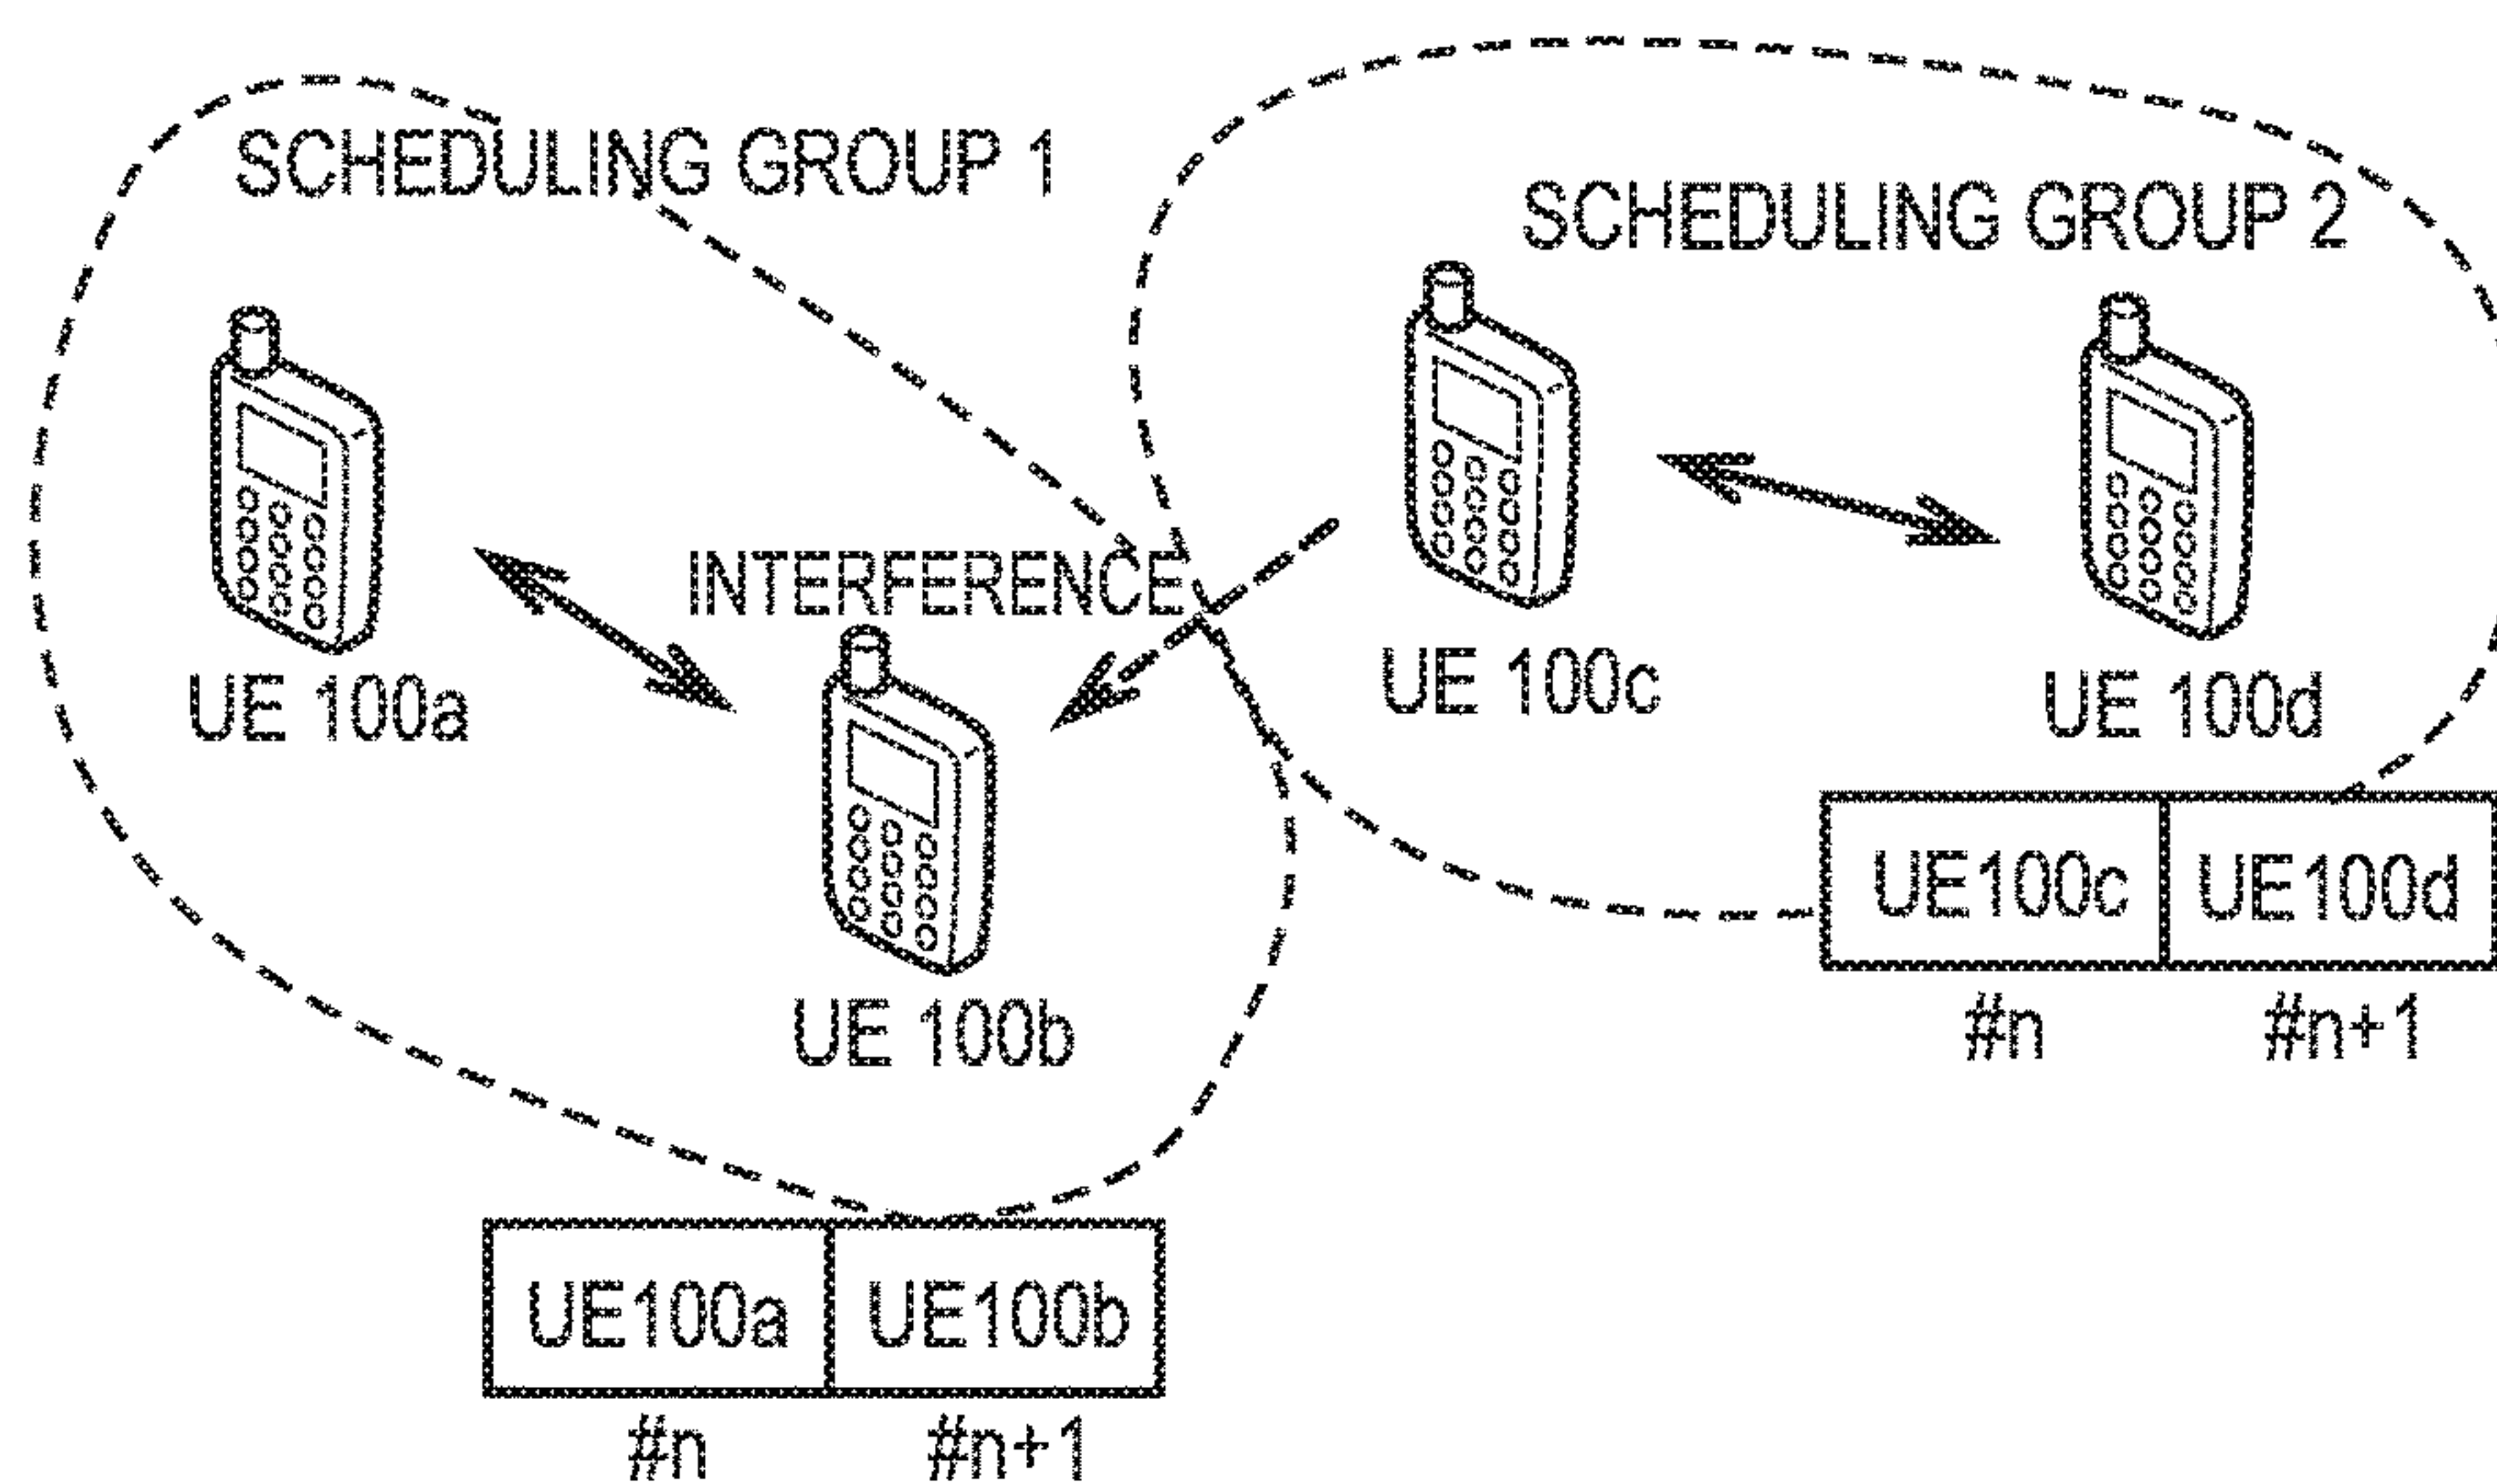 SCHEDULING GROUP 1
SCHEDULING GROUP 2
INTERFERENCE
UE 100a
UE 100c
UE 100d
UE 100b
UE100c UE100d
#n #n+1
UE100a UE100b
#n #n+1